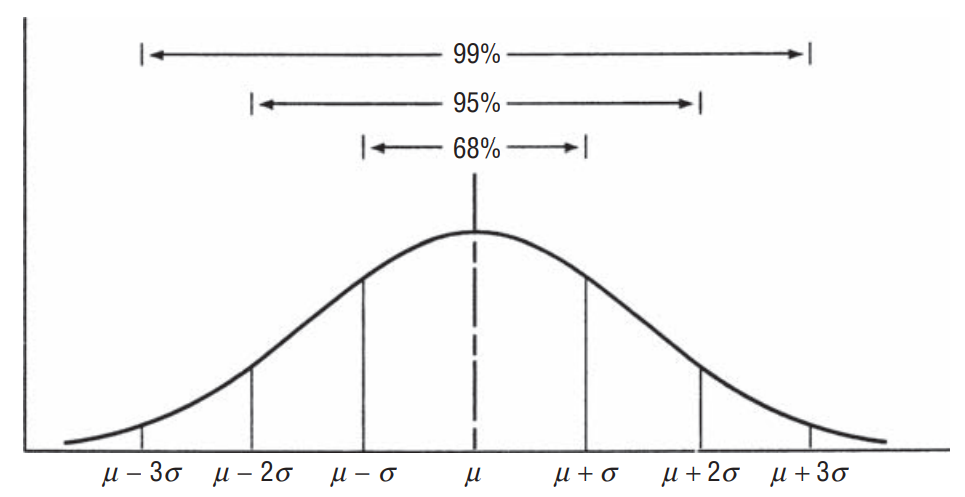 99%
95%
68%
μ − 3σ μ − 2σ μ − σ μ μ + σ μ + 2σ μ + 3σ